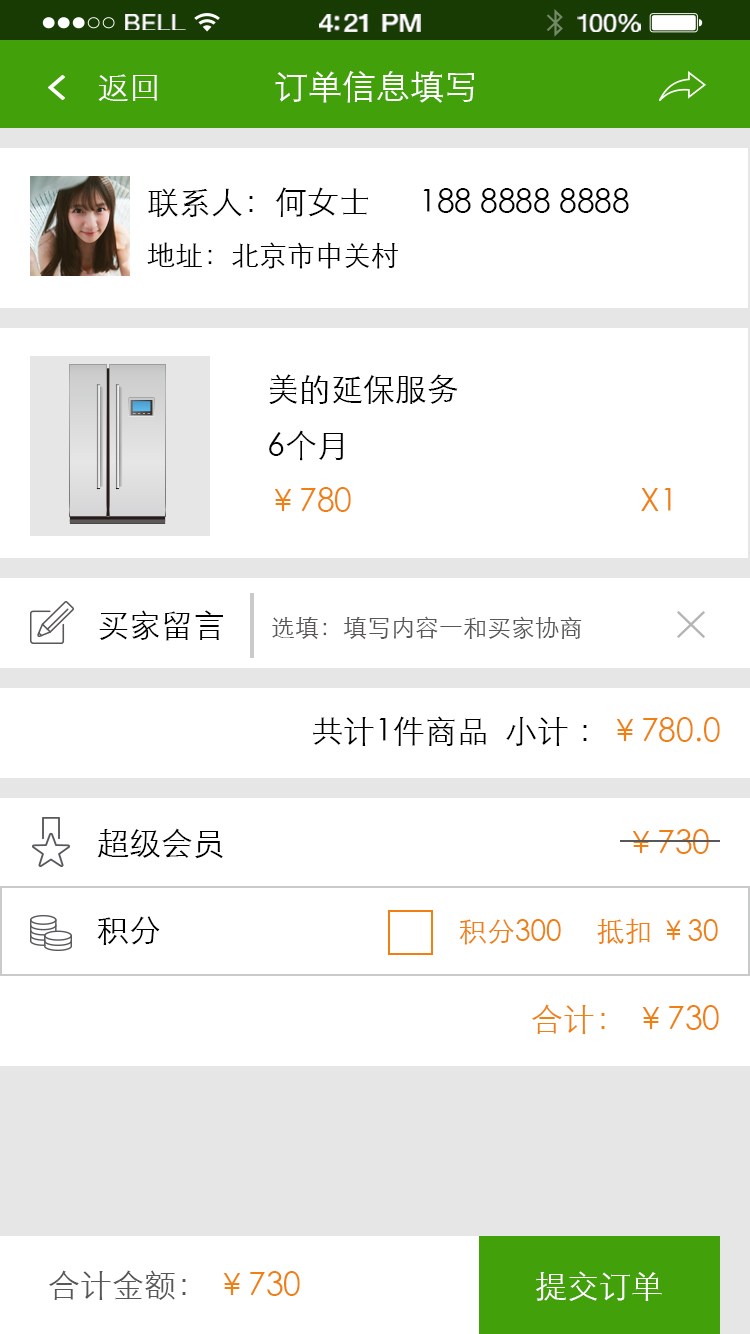 BELL 4:21 PM 100%
返回 订单信息填写
联系人：何女士 188 8888 8888
地址：北京市中关村
美的延保服务
6个月
¥ 780 X1
买家留言 选填：填写内容一和买家协商
共计1件商品 小计： ¥ 780.0
超级会员 ¥ 730
积分 积分300 抵扣 ¥ 30
合计： ¥ 730
合计金额： ¥ 730 提交订单